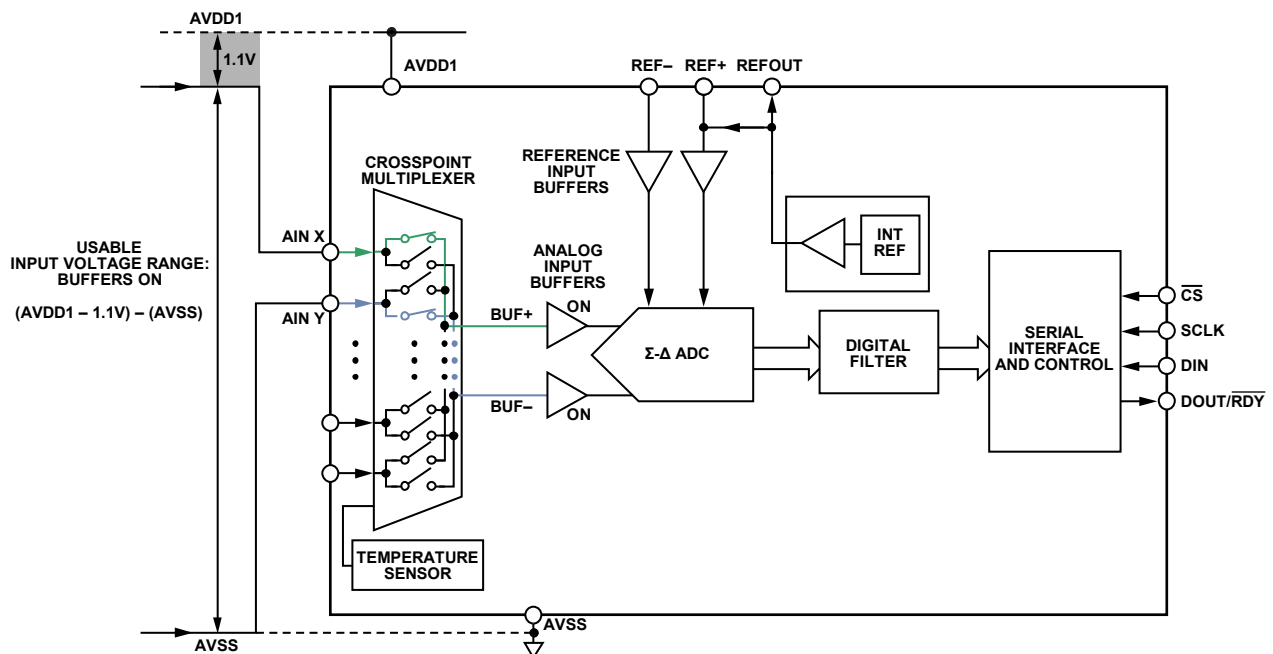 AVDD1
1.1V
AVDD1
REF–
REF+
REFOUT
CROSSPOINT
MULTIPLEXER
REFERENCE
INPUT
BUFFERS
INT
REF
USABLE
INPUT VOLTAGE RANGE:
BUFFERS ON
(AVDD1 – 1.1V) – (AVSS)
AIN X
AIN Y
ANALOG
INPUT
BUFFERS
BUF+
ON
BUF–
ON
Σ-Δ ADC
DIGITAL
FILTER
SERIAL
INTERFACE
AND CONTROL
CS
SCLK
DIN
DOUT/RDY
TEMPERATURE
SENSOR
AVSS
AVSS